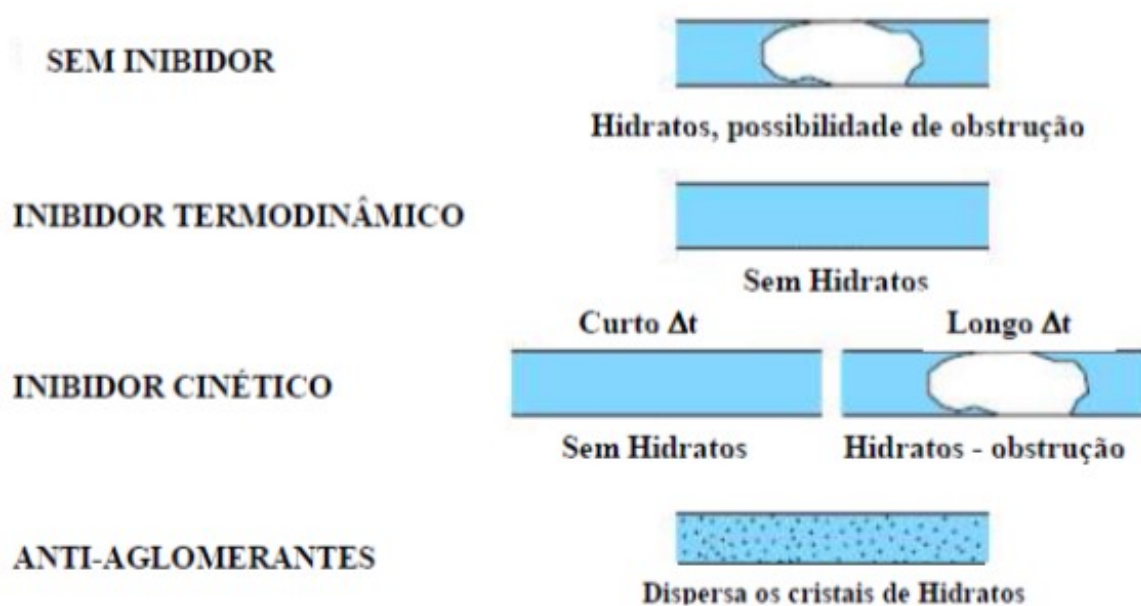 SEM INIBIDOR
Hidratos, possibilidade de obstrução
INIBIDOR TERMODINÂMICO
Sem Hidratos
Curto Δt
Longo Δt
INIBIDOR CINÉTICO
Sem Hidratos
Hidratos - obstrução
ANTI-AGLOMERANTES
Dispersa os cristais de Hidratos